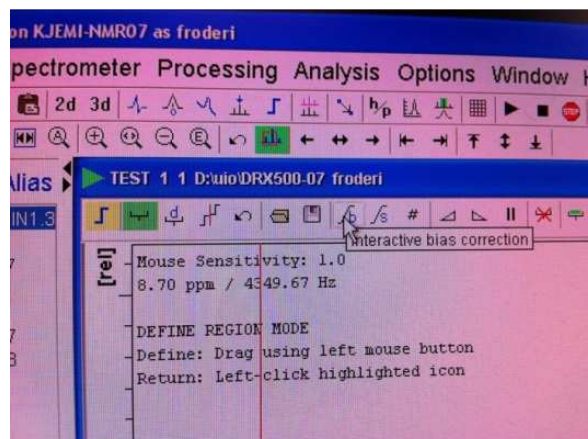 on KJEMI-NMR07 as froderi
pectrometer Processing Analysis Options Window H
2d 3d h/p STOP
Alias TEST 1 1 D:\uio\DRX500-07 froderi
IN1.3 d b s #
Interactive bias correction
[rel]
Mouse Sensitivity: 1.0
8.70 ppm / 4349.67 Hz
DEFINE REGION MODE
Define: Drag using left mouse button
Return: Left-click highlighted icon